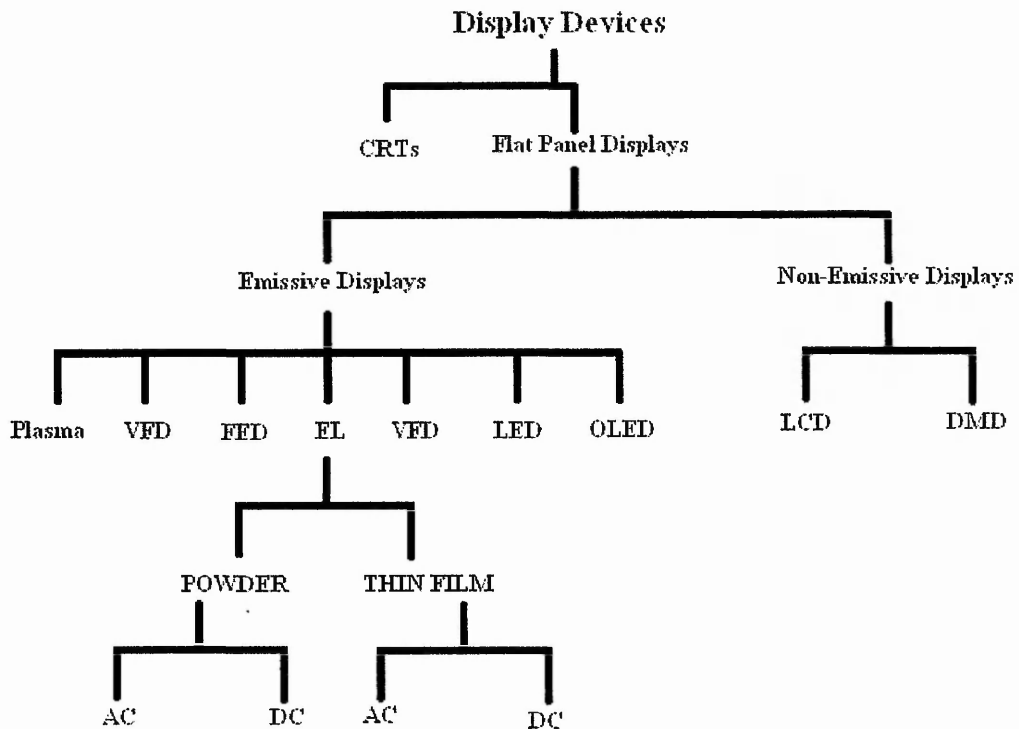 Display Devices
CRTs
Flat Panel Displays
Emissive Displays
Non-Emissive Displays
Plasma
VFD
FED
EL
VFD
LED
OLED
LCD
DMD
POWDER
THIN FILM
AC
DC
AC
DC